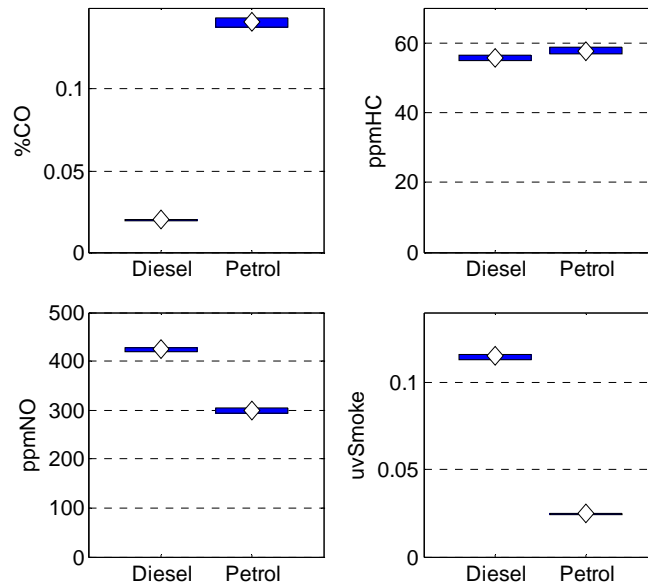 %CO
0.1
0.05
0
Diesel Petrol
ppmHC
60
40
20
0
Diesel Petrol
ppmNO
500
400
300
200
100
0
Diesel Petrol
uvSmoke
0.1
0.05
0
Diesel Petrol